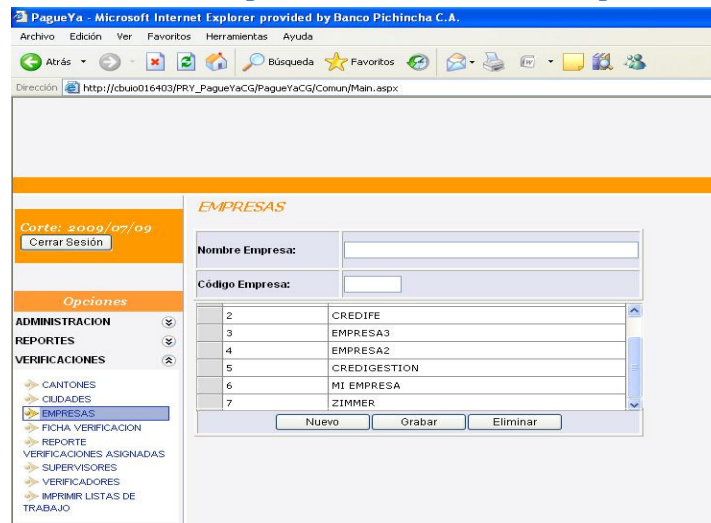 PagueYa - Microsoft Internet Explorer provided by Banco Pichincha C.A.
Archivo Edición Ver Favoritos Herramientas Ayuda
Atrás Búsqueda Favoritos
Dirección http://cbuio016403/PRY_PagueYaCG/PagueYaCG/Comun/Main.aspx
Corte: 2009/07/09
Cerrar Sesión
Opciones
ADMINISTRACION
REPORTES
VERIFICACIONES
CANTONES
CIUDADES
EMPRESAS
FICHA VERIFICACION
REPORTE
VERIFICACIONES ASIGNADAS
SUPERVISORES
VERIFICADORES
IMPRIMIR LISTAS DE
TRABAJO
EMPRESAS
Nombre Empresa:
Código Empresa:
2 CREDIFE
3 EMPRESA3
4 EMPRESA2
5 CREDIGESTION
6 MI EMPRESA
7 ZIMMER
Nuevo Grabar Eliminar